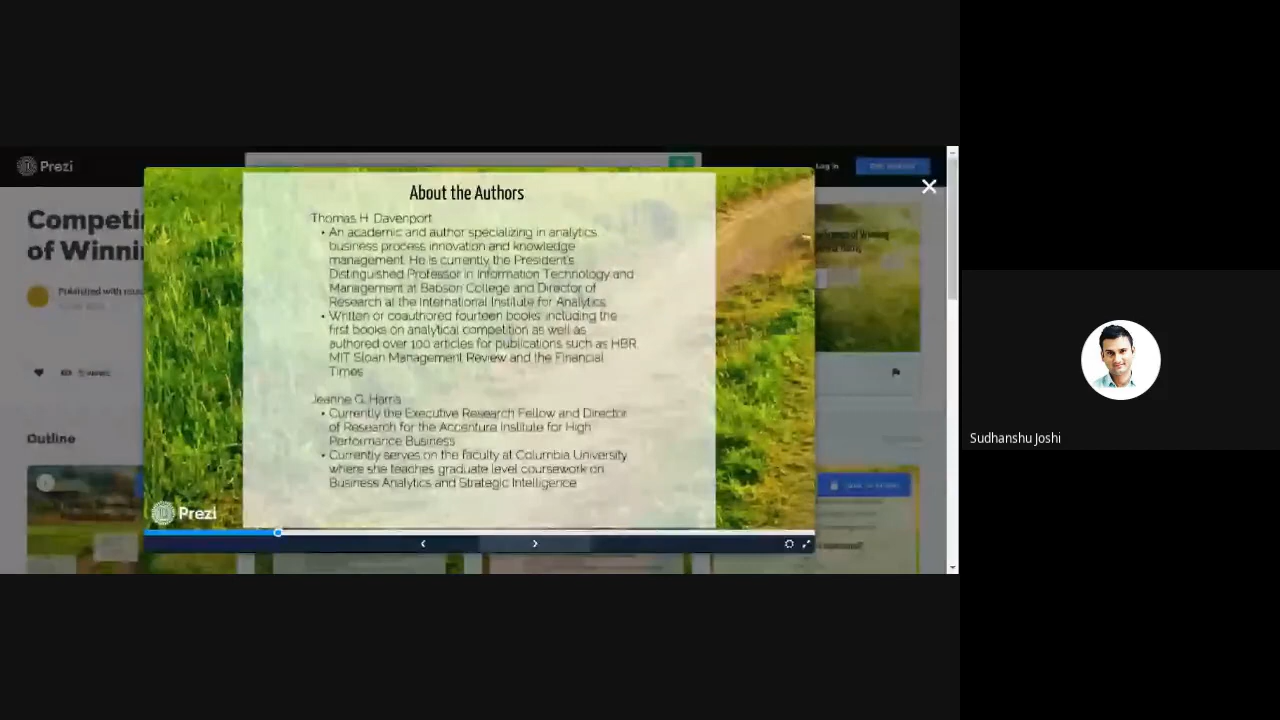 Prezi
Log in
Competi
of Winni
Outline
About the Authors
Thomas H. Davenport
• An academic and author specializing in analytics,
business process innovation and knowledge
management. He is currently the President's
Distinguished Professor in Information Technology and
Management at Babson College and Director of
Research at the International Institute for Analytics
• Written or coauthored fourteen books: including the
first books on analytical competition as well as
authored over 100 articles for publications such as HBR,
MIT Sloan Management Review and the Financial
Times
Jeanne G. Harris
• Currently the Executive Research Fellow and Director
of Research for the Accenture Institute for High
Performance Business
• Currently serves on the faculty at Columbia University
where she teaches graduate level coursework on
Business Analytics and Strategic Intelligence
Prezi
Sudhanshu Joshi